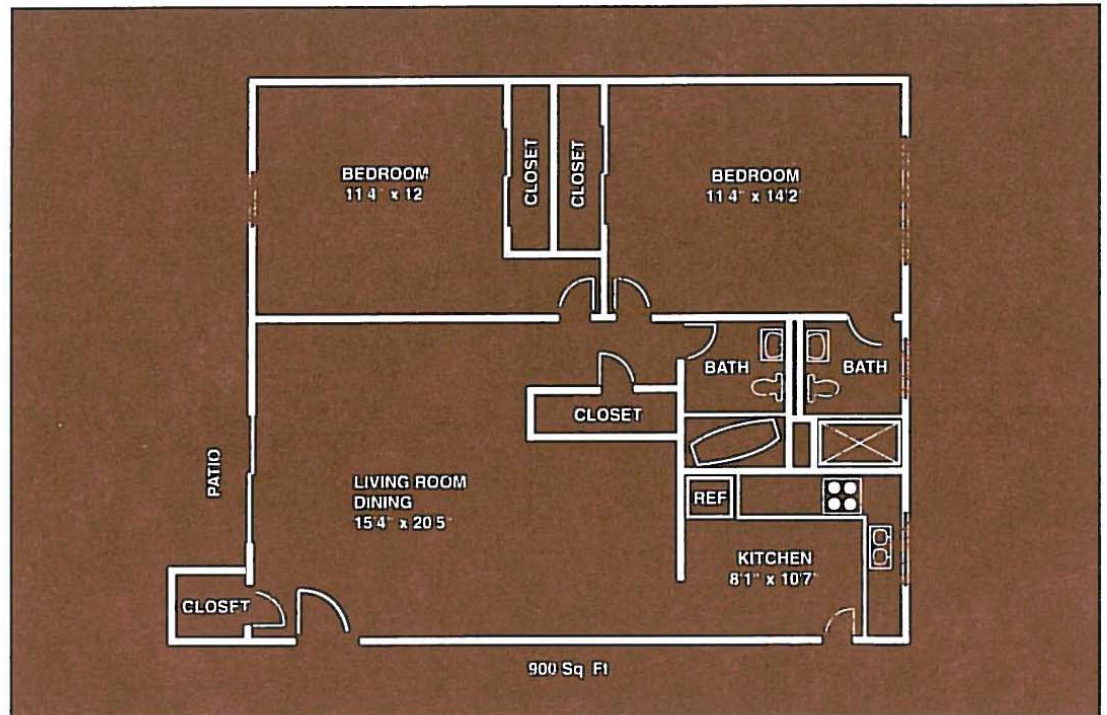 BEDROOM
11'4" x 12
CLOSET
CLOSET
BEDROOM
11'4" x 14'2
BATH
BATH
CLOSET
PATIO
LIVING ROOM
DINING
15'4" x 20'5"
REF
KITCHEN
8'1" x 10'7"
CLOSET
900 Sq Ft